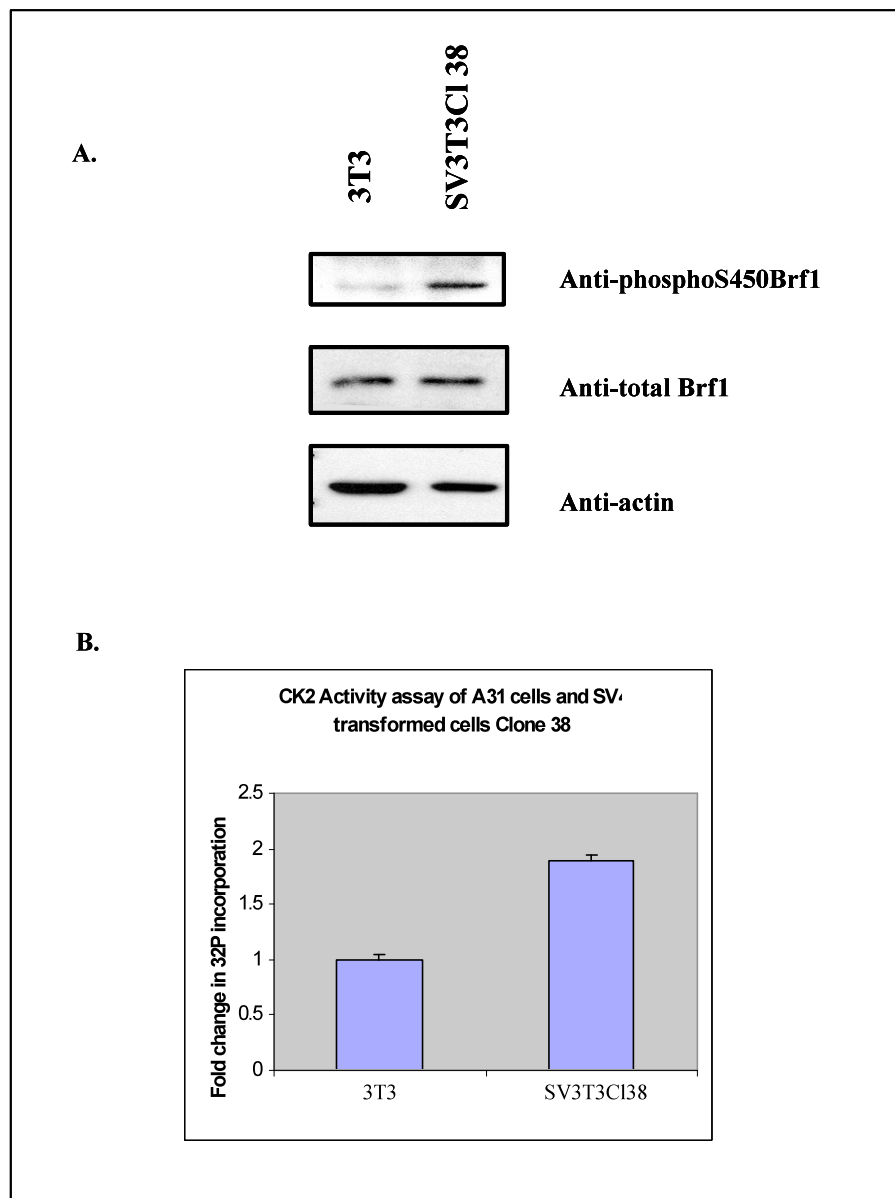 A.
3T3
SV3T3Cl 38
Anti-phosphoS450Brf1
Anti-total Brf1
Anti-actin
B.
CK2 Activity assay of A31 cells and
transformed cells Clone 38
Fold change in 32P incorporation
2.5
2
1.5
1
0.5
0
3T3
SV3T3Cl38